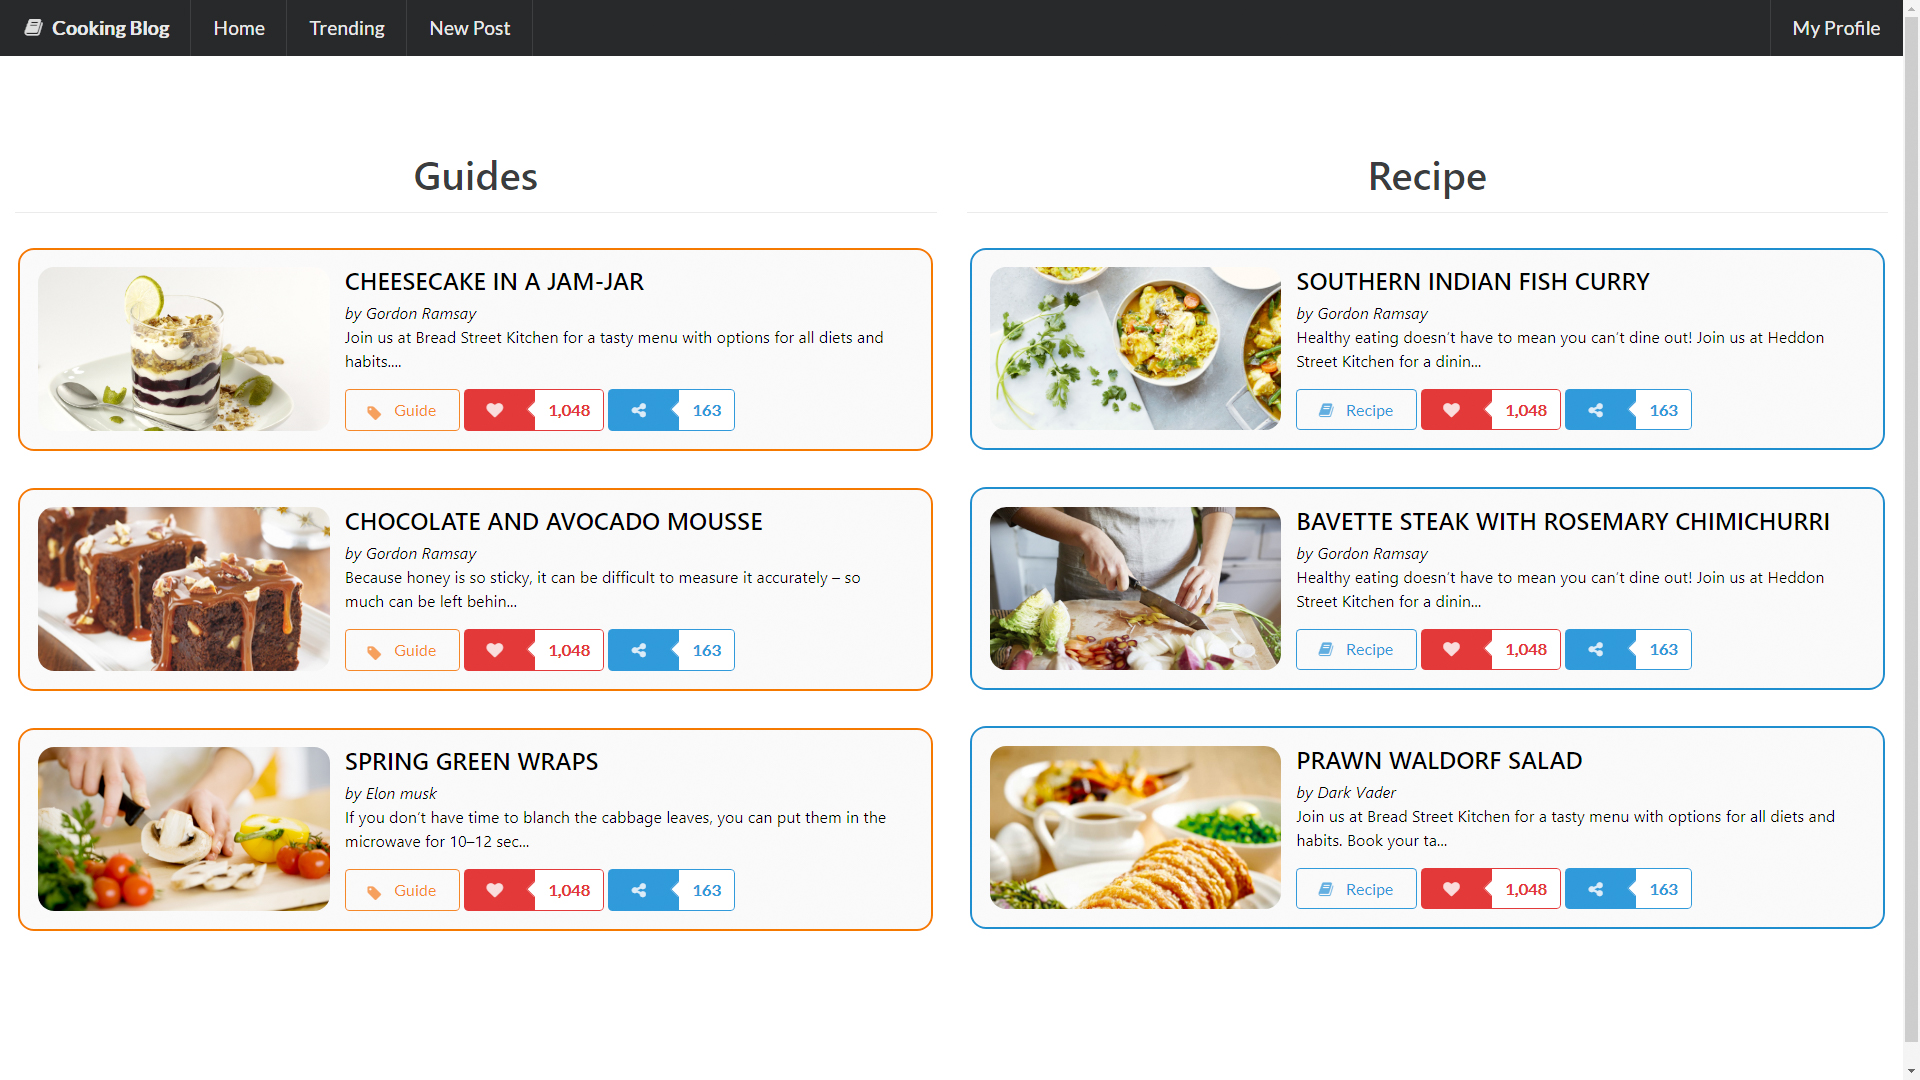 Cooking Blog
Home
Trending
New Post
My Profile
Guides
CHEESECAKE IN A JAM-JAR
by Gordon Ramsay
Join us at Bread Street Kitchen for a tasty menu with options for all diets and
habits....
Guide
1,048
163
CHOCOLATE AND AVOCADO MOUSSE
by Gordon Ramsay
Because honey is so sticky, it can be difficult to measure it accurately – so
much can be left behin...
Guide
1,048
163
SPRING GREEN WRAPS
by Elon musk
If you don’t have time to blanch the cabbage leaves, you can put them in the
microwave for 10–12 sec...
Guide
1,048
163
Recipe
SOUTHERN INDIAN FISH CURRY
by Gordon Ramsay
Healthy eating doesn’t have to mean you can’t dine out! Join us at Heddon
Street Kitchen for a dinin...
Recipe
1,048
163
BAVETTE STEAK WITH ROSEMARY CHIMICHURRI
by Gordon Ramsay
Healthy eating doesn’t have to mean you can’t dine out! Join us at Heddon
Street Kitchen for a dinin...
Recipe
1,048
163
PRAWN WALDORF SALAD
by Dark Vader
Join us at Bread Street Kitchen for a tasty menu with options for all diets and
habits. Book your ta...
Recipe
1,048
163